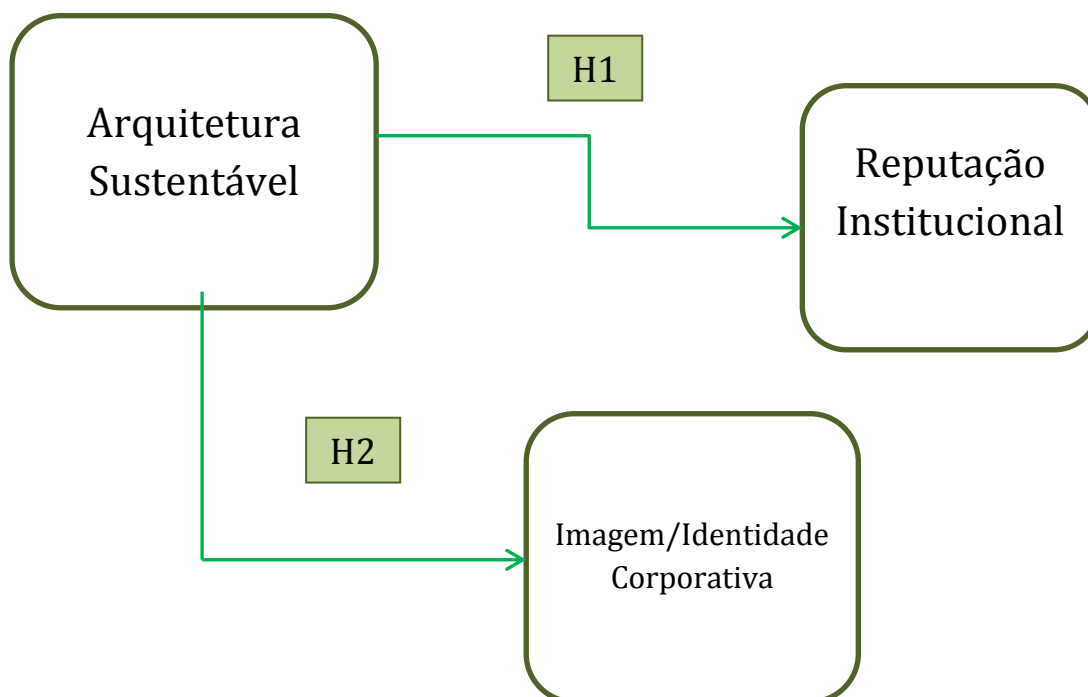 H1
Arquitetura
Sustentável
Reputação
Institucional
H2
Imagem/Identidade
Corporativa